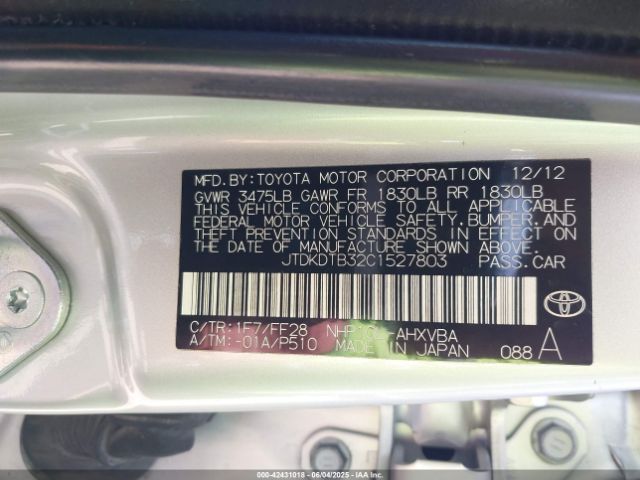 MFD.BY:TOYOTA MOTOR CORPORATION 12/12
GVWR 3475LB GAWR FR 1830LB RR 1830LB
THIS VEHICLE CONFORMS TO ALL APPLICABLE
FEDERAL MOTOR VEHICLE SAFETY, BUMPER, AND
THEFT PREVENTION STANDARDS IN EFFECT ON
THE DATE OF MANUFACTURE SHOWN ABOVE.
JTDKDTB32C1527803 PASS.CAR
C/TR:1F7/FF28 -AHXVBA
A/TM:-01A/P510 MADE IN JAPAN 088 A
000-42431018 - 06/04/2025 - IAAI.COM